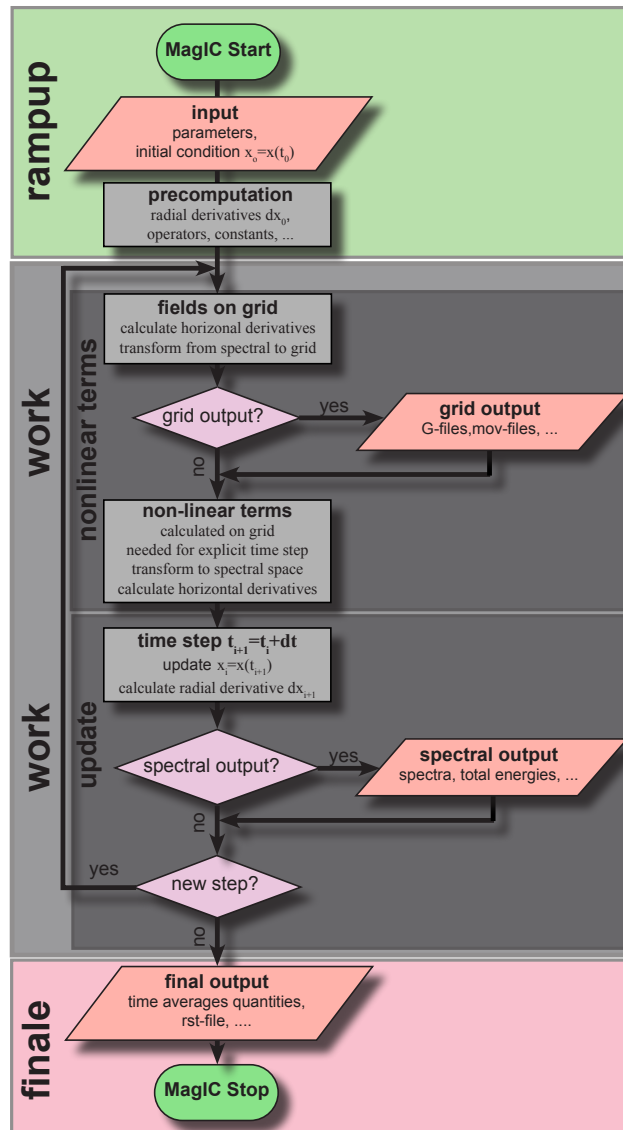 rampup
MagIC Start
input
parameters,
initial condition x₀=x(t₀)
precomputation
radial derivatives dx₀,
operators, constants, ...
work
nonlinear terms
fields on grid
calculate horizonal derivatives
transform from spectral to grid
grid output?
yes
grid output
G-files,mov-files, ...
no
non-linear terms
calculated on grid
needed for explicit time step
transform to spectral space
calculate horizontal derivatives
work
update
time step tᵢ₊₁=tᵢ+dt
update xᵢ=x(tᵢ₊₁)
calculate radial derivative dxᵢ₊₁
spectral output?
yes
spectral output
spectra, total energies, ...
no
yes
new step?
no
finale
final output
time averages quantities,
rst-file, ....
MagIC Stop